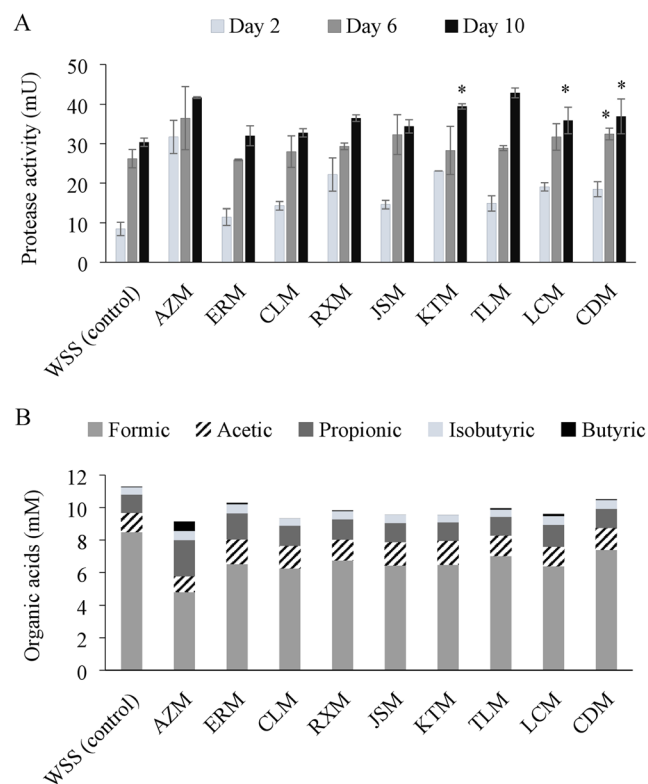 A
Day 2 Day 6 Day 10
Protease activity (mU)
50
40
30
20
10
0
* * * *
WSS (control) AZM ERM CLM RXM JSM KTM TLM LCM CDM
B
Formic Acetic Propionic Isobutyric Butyric
Organic acids (mM)
12
10
8
6
4
2
0
WSS (control) AZM ERM CLM RXM JSM KTM TLM LCM CDM